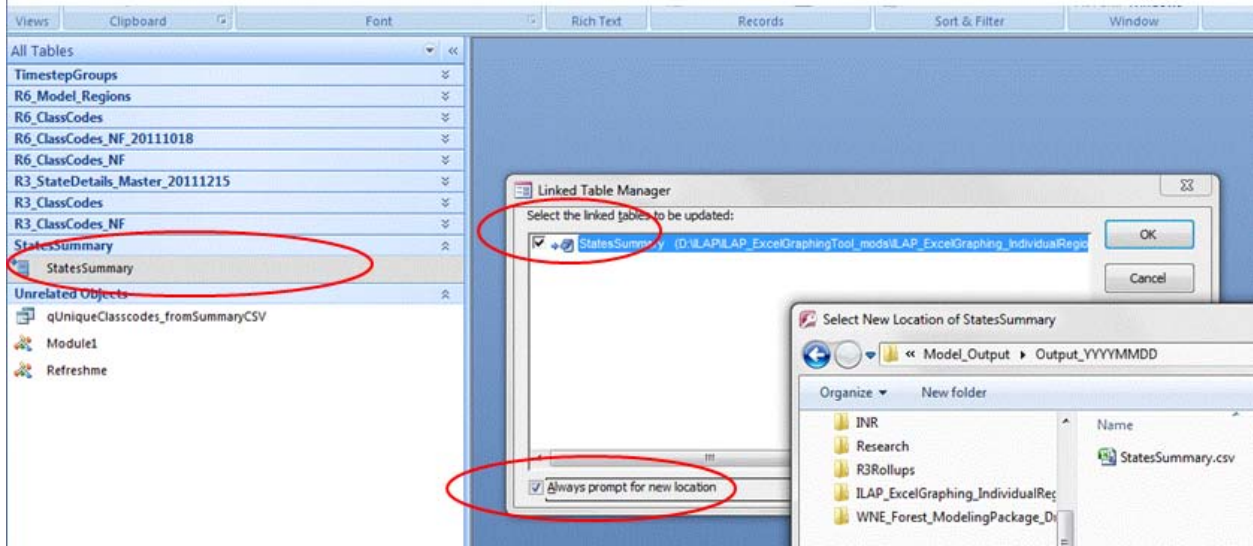 Views Clipboard Font Rich Text Records Sort & Filter Window
All Tables
TimestepGroups
R6_Model_Regions
R6_ClassCodes
R6_ClassCodes_NF_20111018
R6_ClassCodes_NF
R3_StateDetails_Master_20111215
R3_ClassCodes
R3_ClassCodes_NF
StatesSummary
StatesSummary
Unrelated Objects
qUniqueClasscodes_fromSummaryCSV
Module1
Refreshme
Linked Table Manager
Select the linked tables to be updated:
StatesSummary (D:\ILAP\ILAP_ExcelGraphingTool_mods\ILAP_ExcelGraphing_IndividualRegio
OK
Cancel
Always prompt for new location
Select New Location of StatesSummary
« Model_Output Output_YYYYMMDD
Organize New folder
INR
Research
R3Rollups
ILAP_ExcelGraphing_IndividualReg
WNE_Forest_ModelingPackage_Dr
Name
StatesSummary.csv